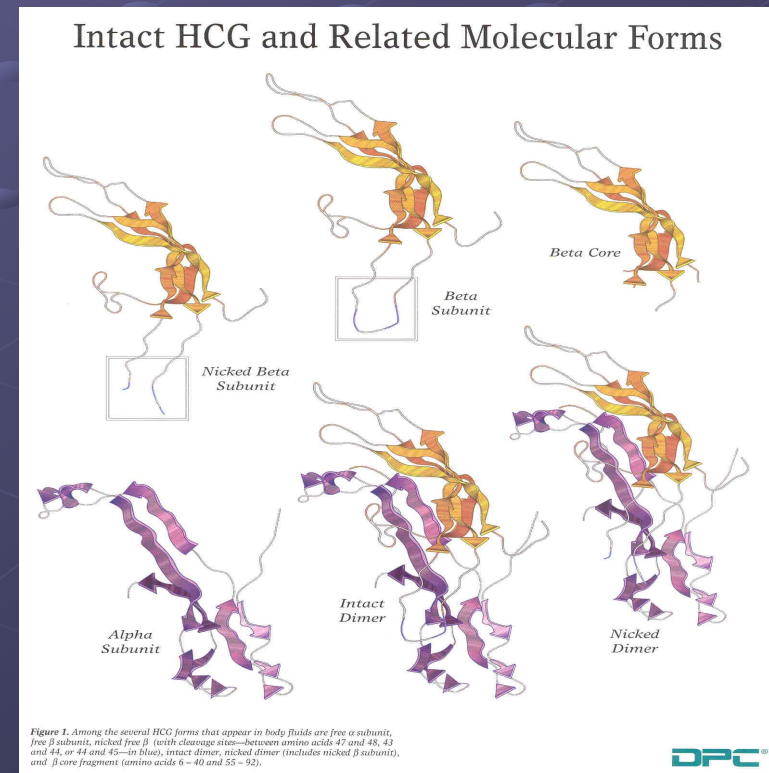 Intact HCG and Related Molecular Forms
Beta Core
Beta
Subunit
Nicked Beta
Subunit
Alpha
Subunit
Intact
Dimer
Nicked
Dimer
Figure 1. Among the several HCG forms that appear in body fluids are free α subunit,
free β subunit, nicked free β (with cleavage sites—between amino acids 47 and 48, 43
and 44, or 44 and 45—in blue), intact dimer, nicked dimer (includes nicked β subunit),
and β core fragment (amino acids 6 – 40 and 55 – 92).
DPC®